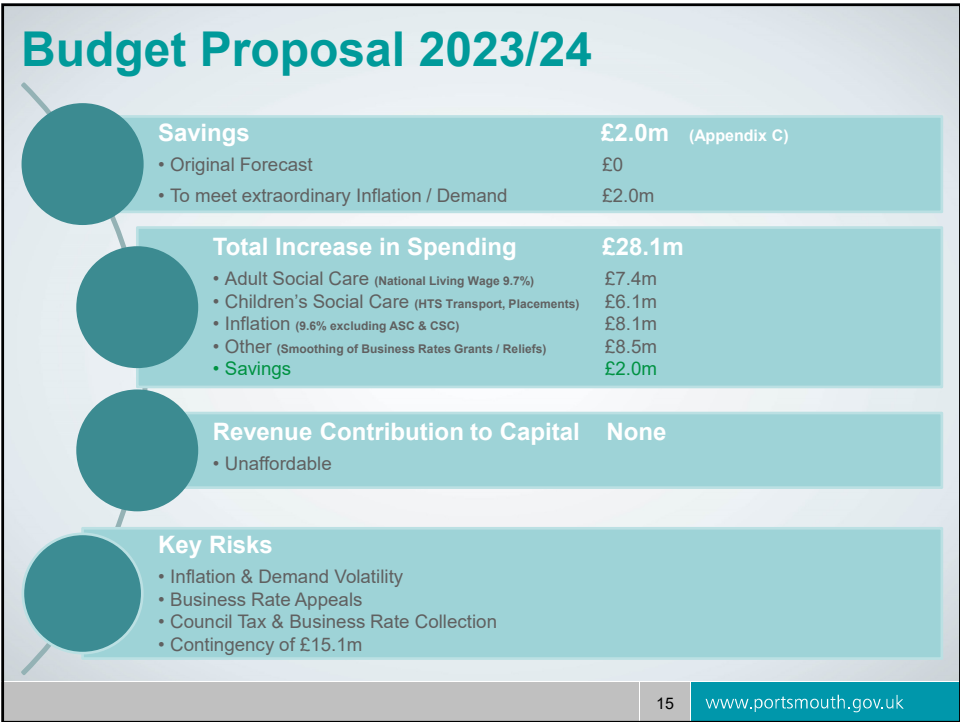 Budget Proposal 2023/24
Savings £2.0m (Appendix C)
• Original Forecast £0
• To meet extraordinary Inflation / Demand £2.0m
Total Increase in Spending £28.1m
• Adult Social Care (National Living Wage 9.7%) £7.4m
• Children's Social Care (HTS Transport, Placements) £6.1m
• Inflation (9.6% excluding ASC & CSC) £8.1m
• Other (Smoothing of Business Rates Grants / Reliefs) £8.5m
• Savings £2.0m
Revenue Contribution to Capital None
• Unaffordable
Key Risks
• Inflation & Demand Volatility
• Business Rate Appeals
• Council Tax & Business Rate Collection
• Contingency of £15.1m
15 www.portsmouth.gov.uk